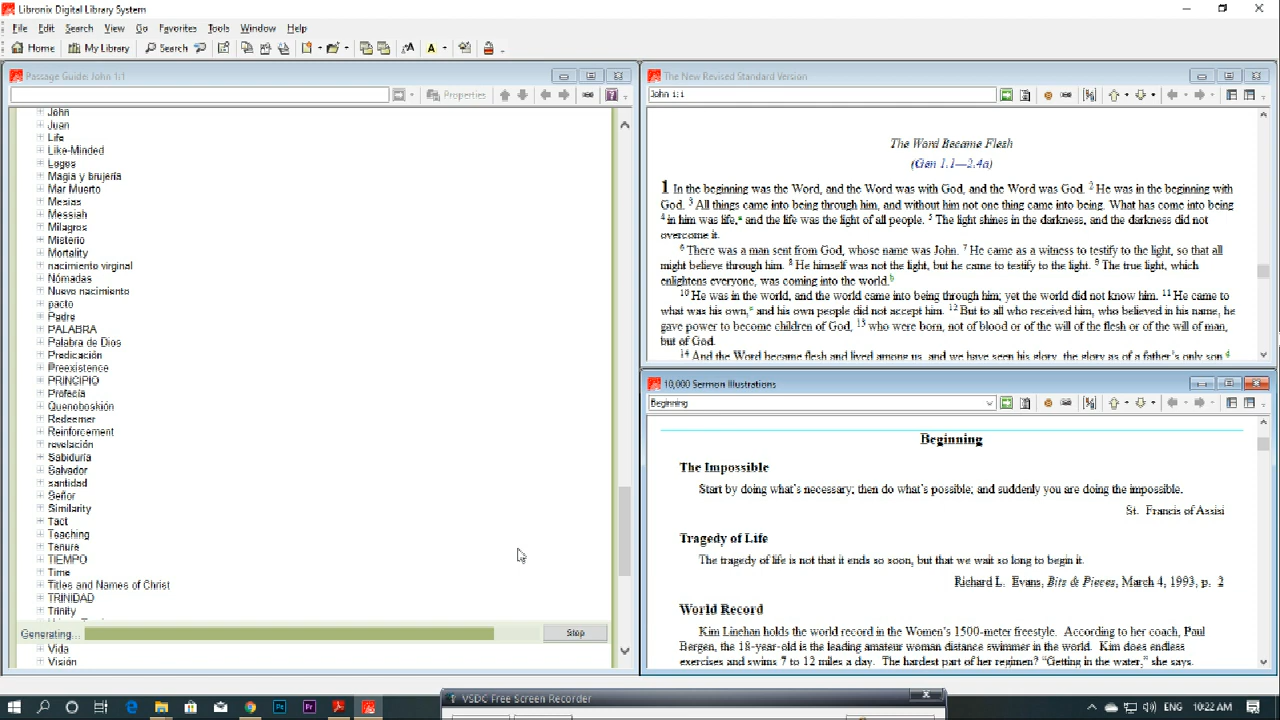 Libronix Digital Library System
File Edit Search View Go Favorites Tools Window Help
Home My Library Search
Passage Guide: John 1:1
Properties
John
Juan
Life
Like-Minded
Logos
Magia y brujería
Mar Muerto
Mesias
Messiah
Milagros
Misterio
Mortality
nacimiento virginal
Nómadas
Nuevo nacimiento
pacto
Padre
PALABRA
Palabra de Dios
Predicación
Preexistence
PRINCIPIO
Profecía
Quenoboskión
Redeemer
Reinforcement
revelación
Sabiduría
Salvador
santidad
Señor
Similarity
Tact
Teaching
Tenure
TIEMPO
Time
Titles and Names of Christ
TRINIDAD
Trinity
Generating... Stop
Vida
Visión
The New Revised Standard Version
John 1:1
The Word Became Flesh
(Gen 1.1—2.4a)
1 In the beginning was the Word, and the Word was with God, and the Word was God. 2 He was in the beginning with
God. 3 All things came into being through him, and without him not one thing came into being. What has come into being
4 in him was life,a and the life was the light of all people. 5 The light shines in the darkness, and the darkness did not
overcome it.
6 There was a man sent from God, whose name was John. 7 He came as a witness to testify to the light, so that all
might believe through him. 8 He himself was not the light, but he came to testify to the light. 9 The true light, which
enlightens everyone, was coming into the world.b
10 He was in the world, and the world came into being through him; yet the world did not know him. 11 He came to
what was his own,c and his own people did not accept him. 12 But to all who received him, who believed in his name, he
gave power to become children of God, 13 who were born, not of blood or of the will of the flesh or of the will of man,
but of God.
14 And the Word became flesh and lived among us, and we have seen his glory, the glory as of a father's only son,d
10,000 Sermon Illustrations
Beginning
Beginning
The Impossible
Start by doing what's necessary; then do what's possible; and suddenly you are doing the impossible.
St. Francis of Assisi
Tragedy of Life
The tragedy of life is not that it ends so soon, but that we wait so long to begin it.
Richard L. Evans, Bits & Pieces, March 4, 1993, p. 2
World Record
Kim Linehan holds the world record in the Women's 1500-meter freestyle. According to her coach, Paul
Bergen, the 18-year-old is the leading amateur woman distance swimmer in the world. Kim does endless
exercises and swims 7 to 12 miles a day. The hardest part of her regimen? "Getting in the water," she says.
VSDC Free Screen Recorder
ENG 10:22 AM